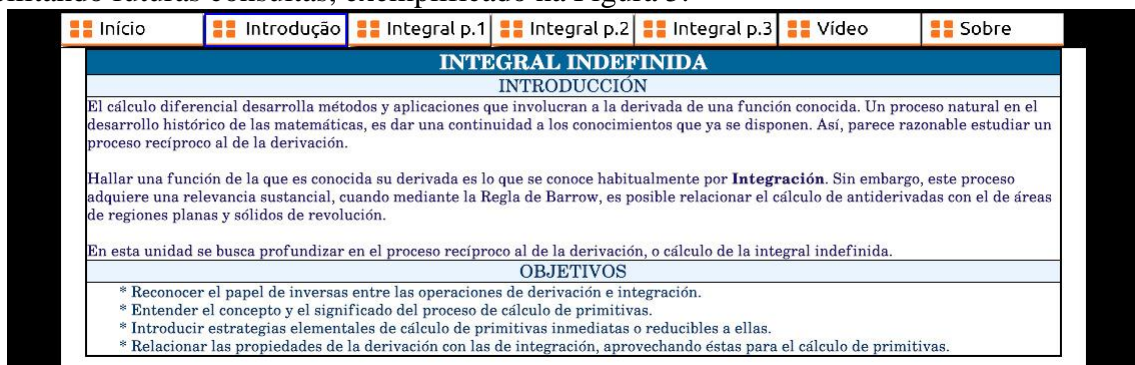 futuras consultas, exemplificado na Figura 3.
Início Introdução Integral p.1 Integral p.2 Integral p.3 Vídeo Sobre
INTEGRAL INDEFINIDA
INTRODUCCIÓN
El cálculo diferencial desarrolla métodos y aplicaciones que involucran a la derivada de una función conocida. Un proceso natural en el
desarrollo histórico de las matemáticas, es dar una continuidad a los conocimientos que ya se disponen. Así, parece razonable estudiar un
proceso recíproco al de la derivación.
Hallar una función de la que es conocida su derivada es lo que se conoce habitualmente por Integración. Sin embargo, este proceso
adquiere una relevancia sustancial, cuando mediante la Regla de Barrow, es posible relacionar el cálculo de antiderivadas con el de áreas
de regiones planas y sólidos de revolución.
En esta unidad se busca profundizar en el proceso recíproco al de la derivación, o cálculo de la integral indefinida.
OBJETIVOS
* Reconocer el papel de inversas entre las operaciones de derivación e integración.
* Entender el concepto y el significado del proceso de cálculo de primitivas.
* Introducir estrategias elementales de cálculo de primitivas inmediatas o reducibles a ellas.
* Relacionar las propiedades de la derivación con las de integración, aprovechando éstas para el cálculo de primitivas.